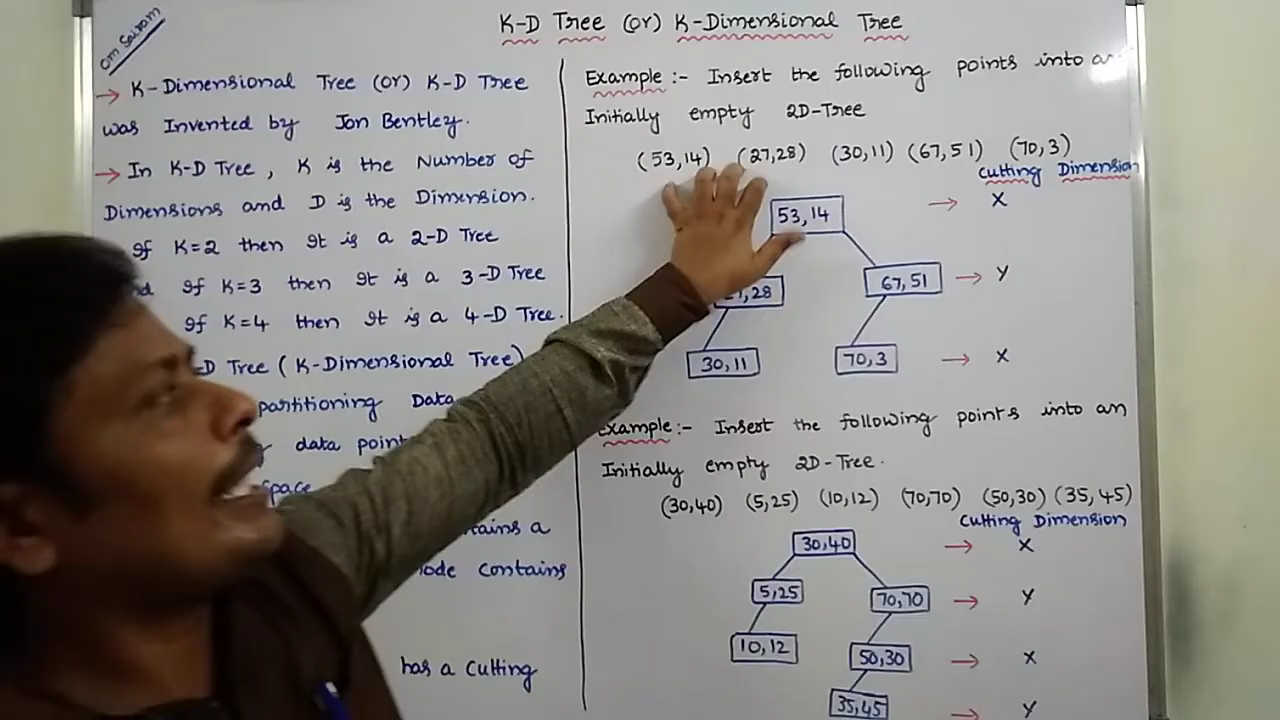 Om Sairam
K-D Tree (or) K-Dimensional Tree
→ K-Dimensional Tree (or) K-D Tree
was Invented by Jon Bentley.
→ In K-D Tree, K is the Number of
Dimensions and D is the Dimension.
If K=2 then It is a 2-D Tree
If K=3 then It is a 3-D Tree
If K=4 then It is a 4-D Tree.
Tree (K-Dimensional Tree)
partitioning Data
data point
space
a
contains
has a Cutting
Example :- Insert the following points into an
Initially empty 2D-Tree
(53,14) (27,28) (30,11) (67,51) (70,3)
Cutting Dimension
53,14 → X
,28 67,51 → Y
30,11 70,3 → X
Example :- Insert the following points into an
Initially empty 2D-Tree.
(30,40) (5,25) (10,12) (70,70) (50,30) (35,45)
Cutting Dimension
30,40 → X
5,25 70,70 → Y
10,12 50,30 → X
35,45 → Y